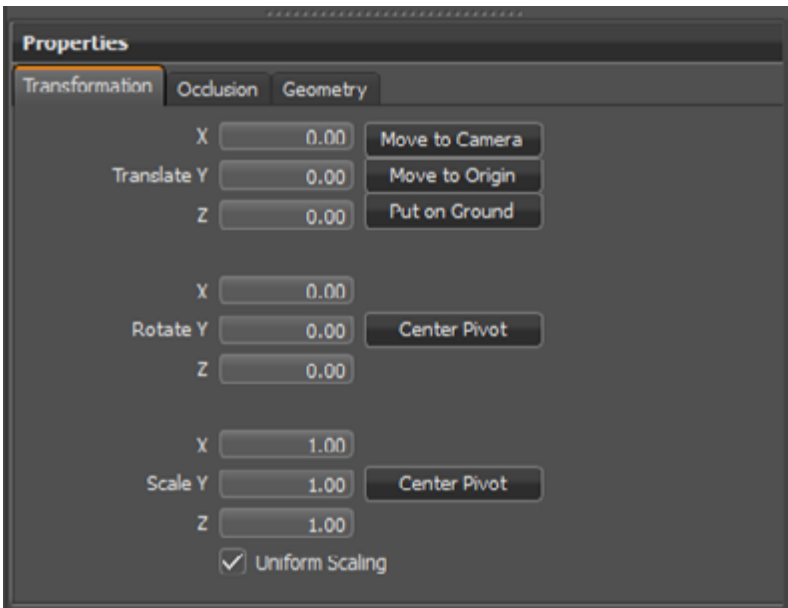 Properties
Transformation Occlusion Geometry
X 0.00 Move to Camera
Translate Y 0.00 Move to Origin
Z 0.00 Put on Ground
X 0.00
Rotate Y 0.00 Center Pivot
Z 0.00
X 1.00
Scale Y 1.00 Center Pivot
Z 1.00
Uniform Scaling